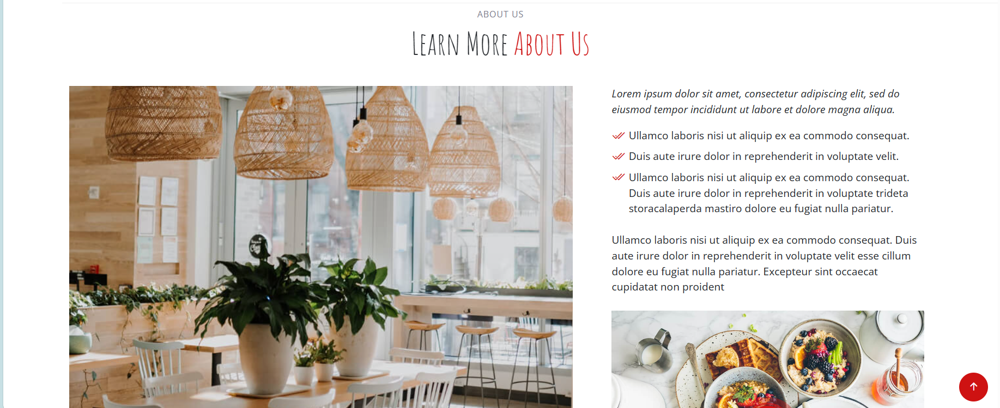 ABOUT US
Learn More About Us
Lorem ipsum dolor sit amet, consectetur adipiscing elit, sed do
eiusmod tempor incididunt ut labore et dolore magna aliqua.
Ullamco laboris nisi ut aliquip ex ea commodo consequat.
Duis aute irure dolor in reprehenderit in voluptate velit.
Ullamco laboris nisi ut aliquip ex ea commodo consequat.
Duis aute irure dolor in reprehenderit in voluptate trideta
storacalaperda mastiro dolore eu fugiat nulla pariatur.
Ullamco laboris nisi ut aliquip ex ea commodo consequat. Duis
aute irure dolor in reprehenderit in voluptate velit esse cillum
dolore eu fugiat nulla pariatur. Excepteur sint occaecat
cupidatat non proident